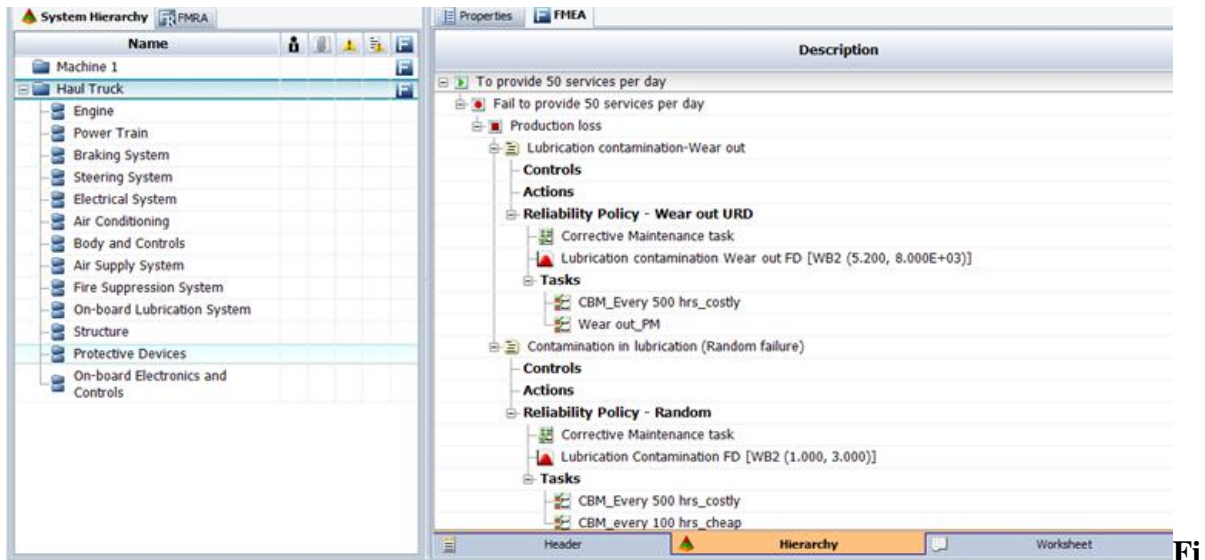 System Hierarchy
FMRA
Name
Machine 1
Haul Truck
Engine
Power Train
Braking System
Steering System
Electrical System
Air Conditioning
Body and Controls
Air Supply System
Fire Suppression System
On-board Lubrication System
Structure
Protective Devices
On-board Electronics and
Controls
Properties
FMEA
Description
To provide 50 services per day
Fail to provide 50 services per day
Production loss
Lubrication contamination-Wear out
Controls
Actions
Reliability Policy - Wear out URD
Corrective Maintenance task
Lubrication contamination Wear out FD [WB2 (5.200, 8.000E+03)]
Tasks
CBM_Every 500 hrs_costly
Wear out_PM
Contamination in lubrication (Random failure)
Controls
Actions
Reliability Policy - Random
Corrective Maintenance task
Lubrication Contamination FD [WB2 (1.000, 3.000)]
Tasks
CBM_Every 500 hrs_costly
CBM_every 100 hrs_cheap
Header
Hierarchy
Worksheet
Fi